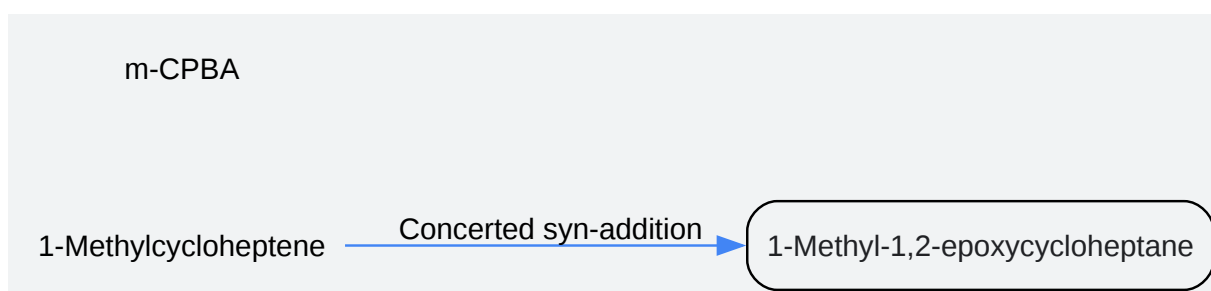 m-CPBA
Concerted syn-addition
1-Methylcycloheptene
1-Methyl-1,2-epoxycycloheptane